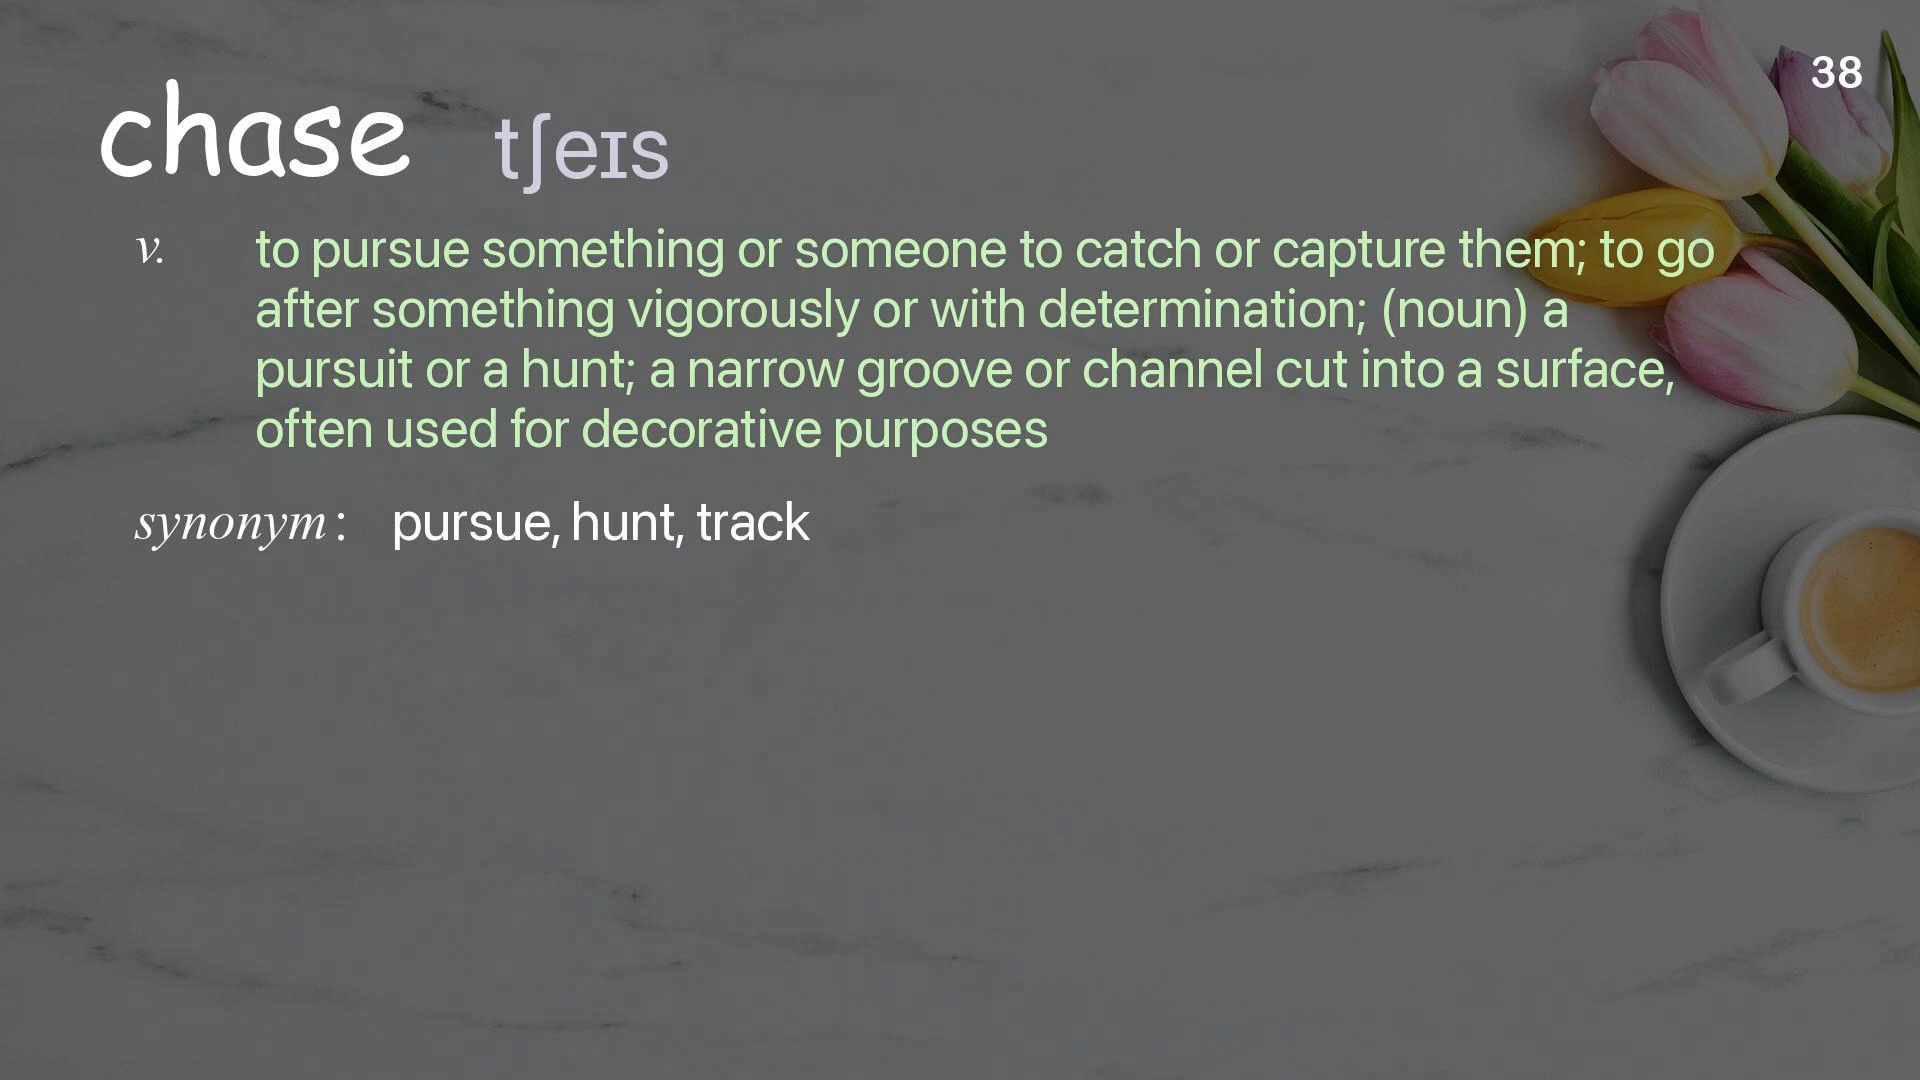 38
chase tʃeɪs
v. to pursue something or someone to catch or capture them; to go
after something vigorously or with determination; (noun) a
pursuit or a hunt; a narrow groove or channel cut into a surface,
often used for decorative purposes
synonym : pursue, hunt, track